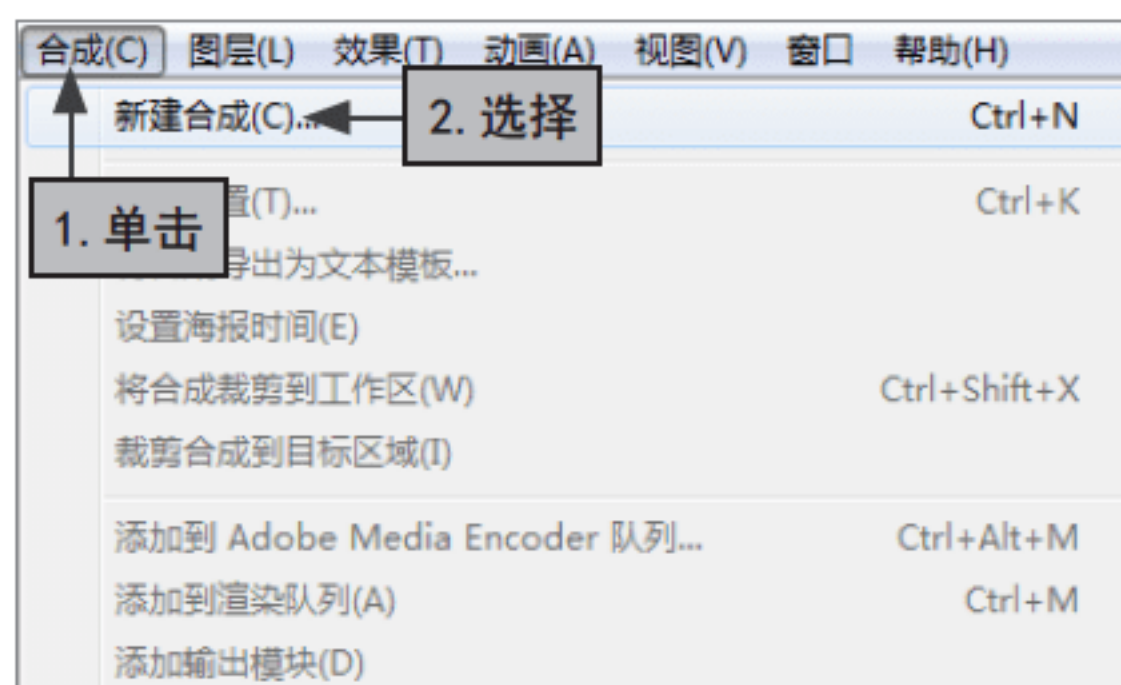 合成(C) 图层(L) 效果(T) 动画(A) 视图(V) 窗口 帮助(H)
新建合成(C)... Ctrl+N
2. 选择
1. 单击
置(T)... Ctrl+K
导出为文本模板...
设置海报时间(E)
将合成裁剪到工作区(W) Ctrl+Shift+X
裁剪合成到目标区域(I)
添加到 Adobe Media Encoder 队列... Ctrl+Alt+M
添加到渲染队列(A) Ctrl+M
添加输出模块(D)